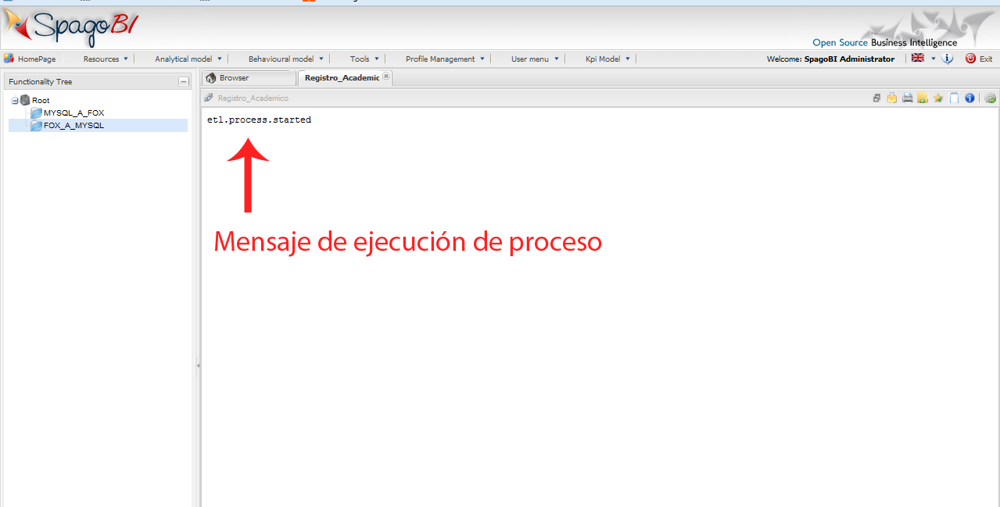 SpagoBI
Open Source Business Intelligence
HomePage Resources Analytical model Behavioural model Tools Profile Management User menu Kpi Model Welcome: SpagoBI Administrator Exit
Functionality Tree
Browser Registro_Academic
Registro_Academico
Root
MYSQL_A_FOX
FOX_A_MYSQL
etl.process.started
Mensaje de ejecución de proceso